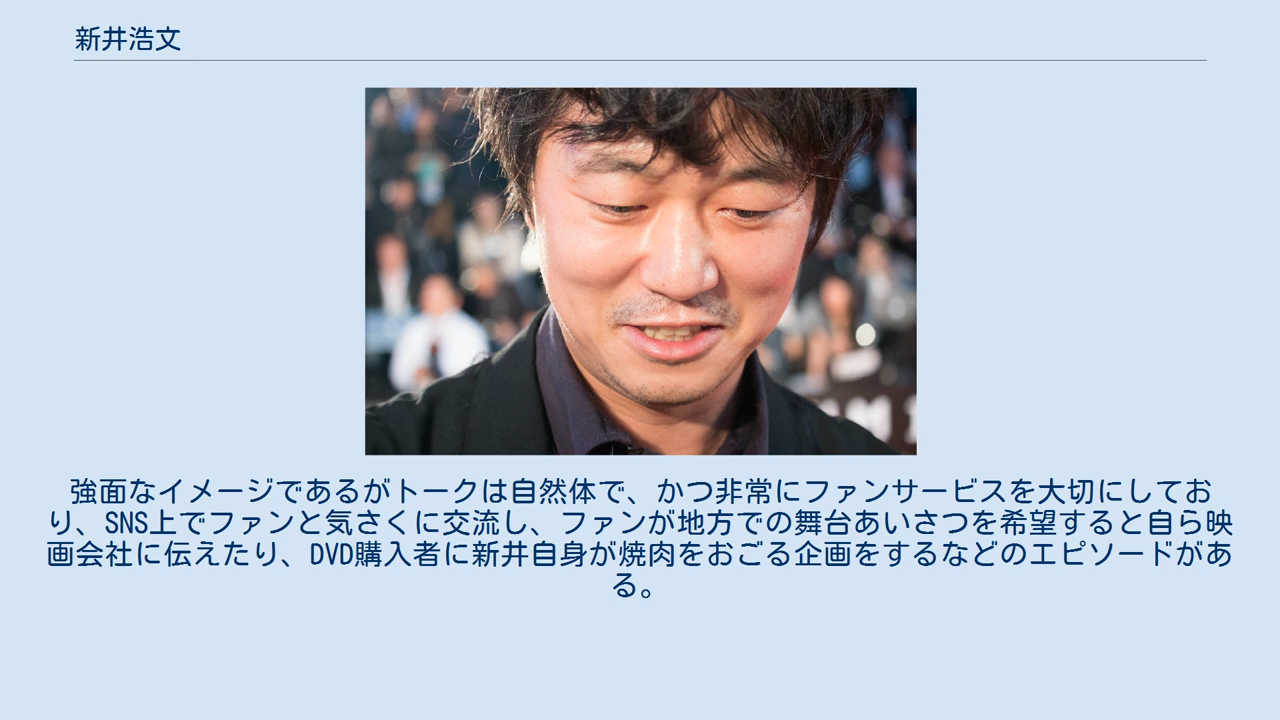 新井浩文
強面なイメージであるがトークは自然体で、かつ非常にファンサービスを大切にしてお
り、SNS上でファンと気さくに交流し、ファンが地方での舞台あいさつを希望すると自ら映
画会社に伝えたり、DVD購入者に新井自身が焼肉をおごる企画をするなどのエピソードがあ
る。